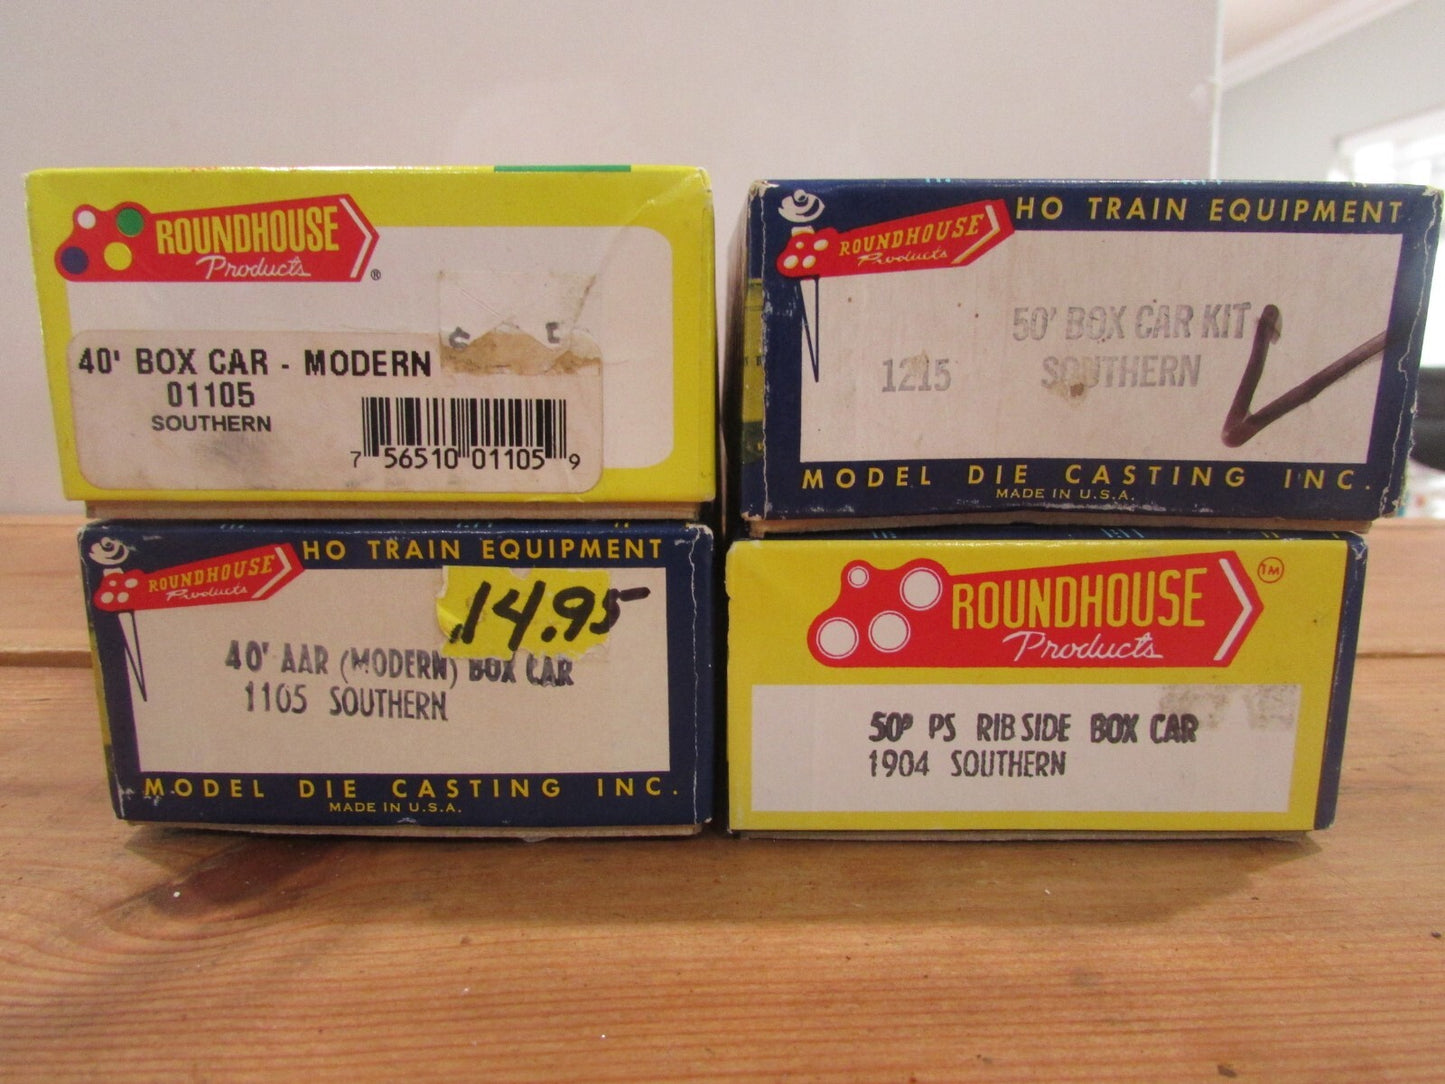 ROUNDHOUSE
Products
®
40' BOX CAR - MODERN
01105
SOUTHERN
7 56510 01105 9
HO TRAIN EQUIPMENT
ROUNDHOUSE
Products
50' BOX CAR KIT
1215 SOUTHERN
MODEL DIE CASTING INC.
MADE IN U.S.A.
HO TRAIN EQUIPMENT
ROUNDHOUSE
Products
.14.95
40' AAR (MODERN) BOX CAR
1105 SOUTHERN
MODEL DIE CASTING INC.
MADE IN U.S.A.
ROUNDHOUSE
TM
Products
50' PS RIB SIDE BOX CAR
1904 SOUTHERN